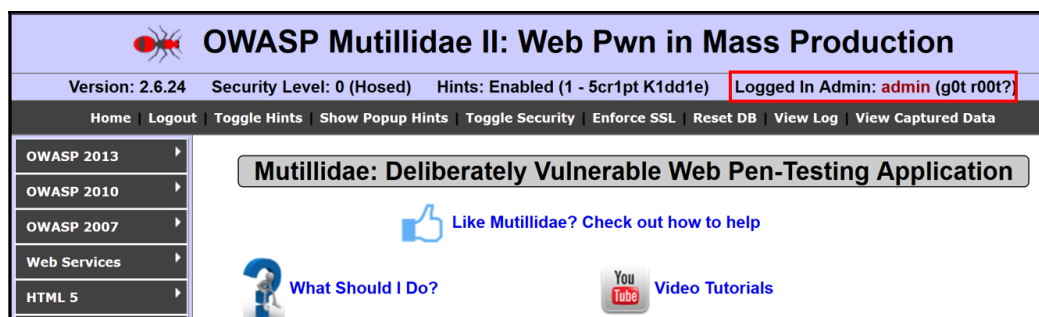 OWASP Mutillidae II: Web Pwn in Mass Production
Version: 2.6.24 Security Level: 0 (Hosed) Hints: Enabled (1 - 5cr1pt K1dd1e) Logged In Admin: admin (g0t r00t?)
Home | Logout | Toggle Hints | Show Popup Hints | Toggle Security | Enforce SSL | Reset DB | View Log | View Captured Data
OWASP 2013
OWASP 2010
OWASP 2007
Web Services
HTML 5
Mutillidae: Deliberately Vulnerable Web Pen-Testing Application
Like Mutillidae? Check out how to help
What Should I Do?
You Tube Video Tutorials